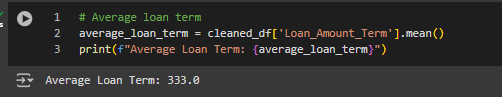 1 # Average loan term
2 average_loan_term = cleaned_df['Loan_Amount_Term'].mean()
3 print(f"Average Loan Term: {average_loan_term}")
Average Loan Term: 333.0